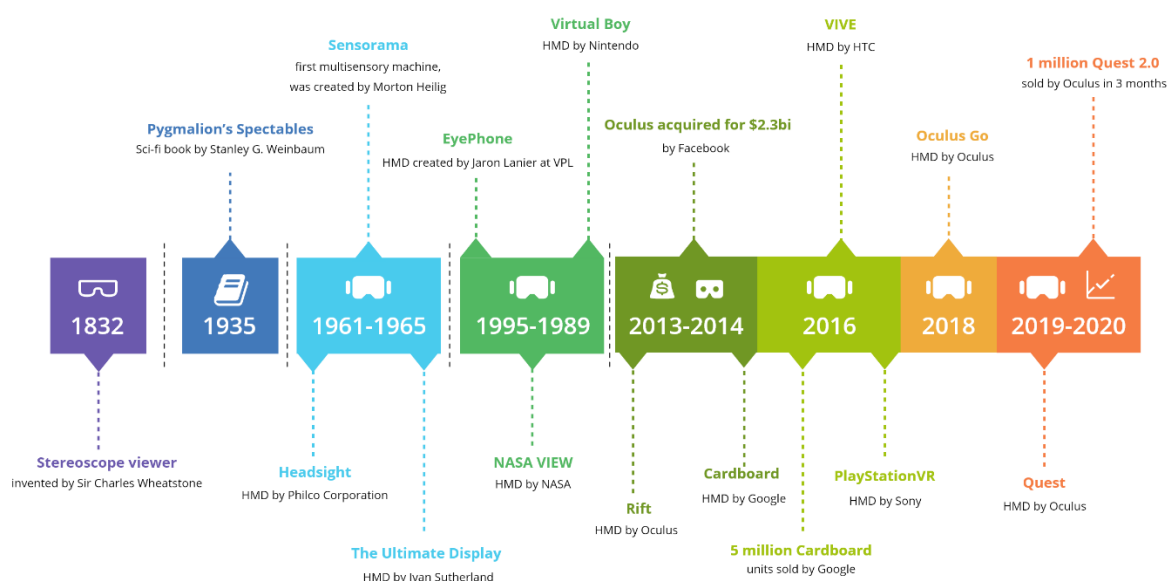 Virtual Boy
HMD by Nintendo
VIVE
HMD by HTC
Sensorama
first multisensory machine,
was created by Morton Heilig
1 million Quest 2.0
sold by Oculus in 3 months
Pygmalion's Spectables
Sci-fi book by Stanley G. Weinbaum
EyePhone
HMD created by Jaron Lanier at VPL
Oculus acquired for $2.3bi
by Facebook
Oculus Go
HMD by Oculus
1832
1935
1961-1965
1995-1989
2013-2014
2016
2018
2019-2020
Stereoscope viewer
invented by Sir Charles Wheatstone
Headsight
HMD by Philco Corporation
The Ultimate Display
HMD by Ivan Sutherland
NASA VIEW
HMD by NASA
Rift
HMD by Oculus
Cardboard
HMD by Google
5 million Cardboard
units sold by Google
PlayStationVR
HMD by Sony
Quest
HMD by Oculus